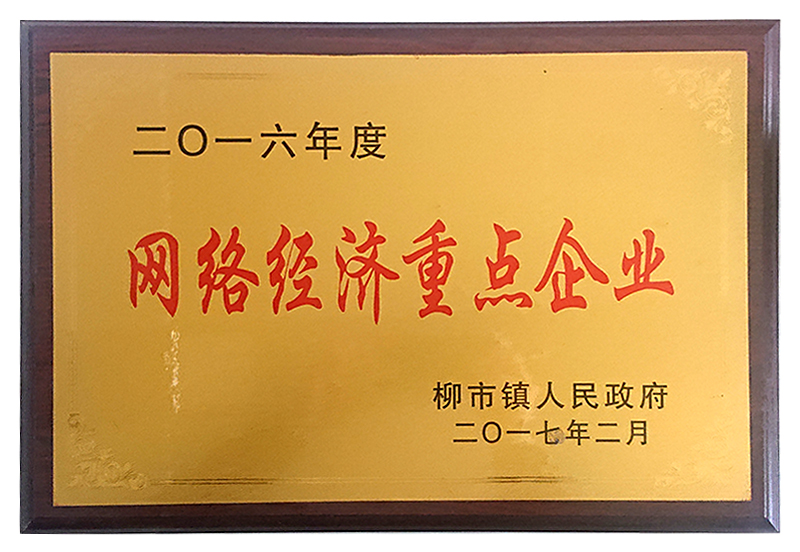 二〇一六年度
网络经济重点企业
柳市镇人民政府
二〇一七年二月